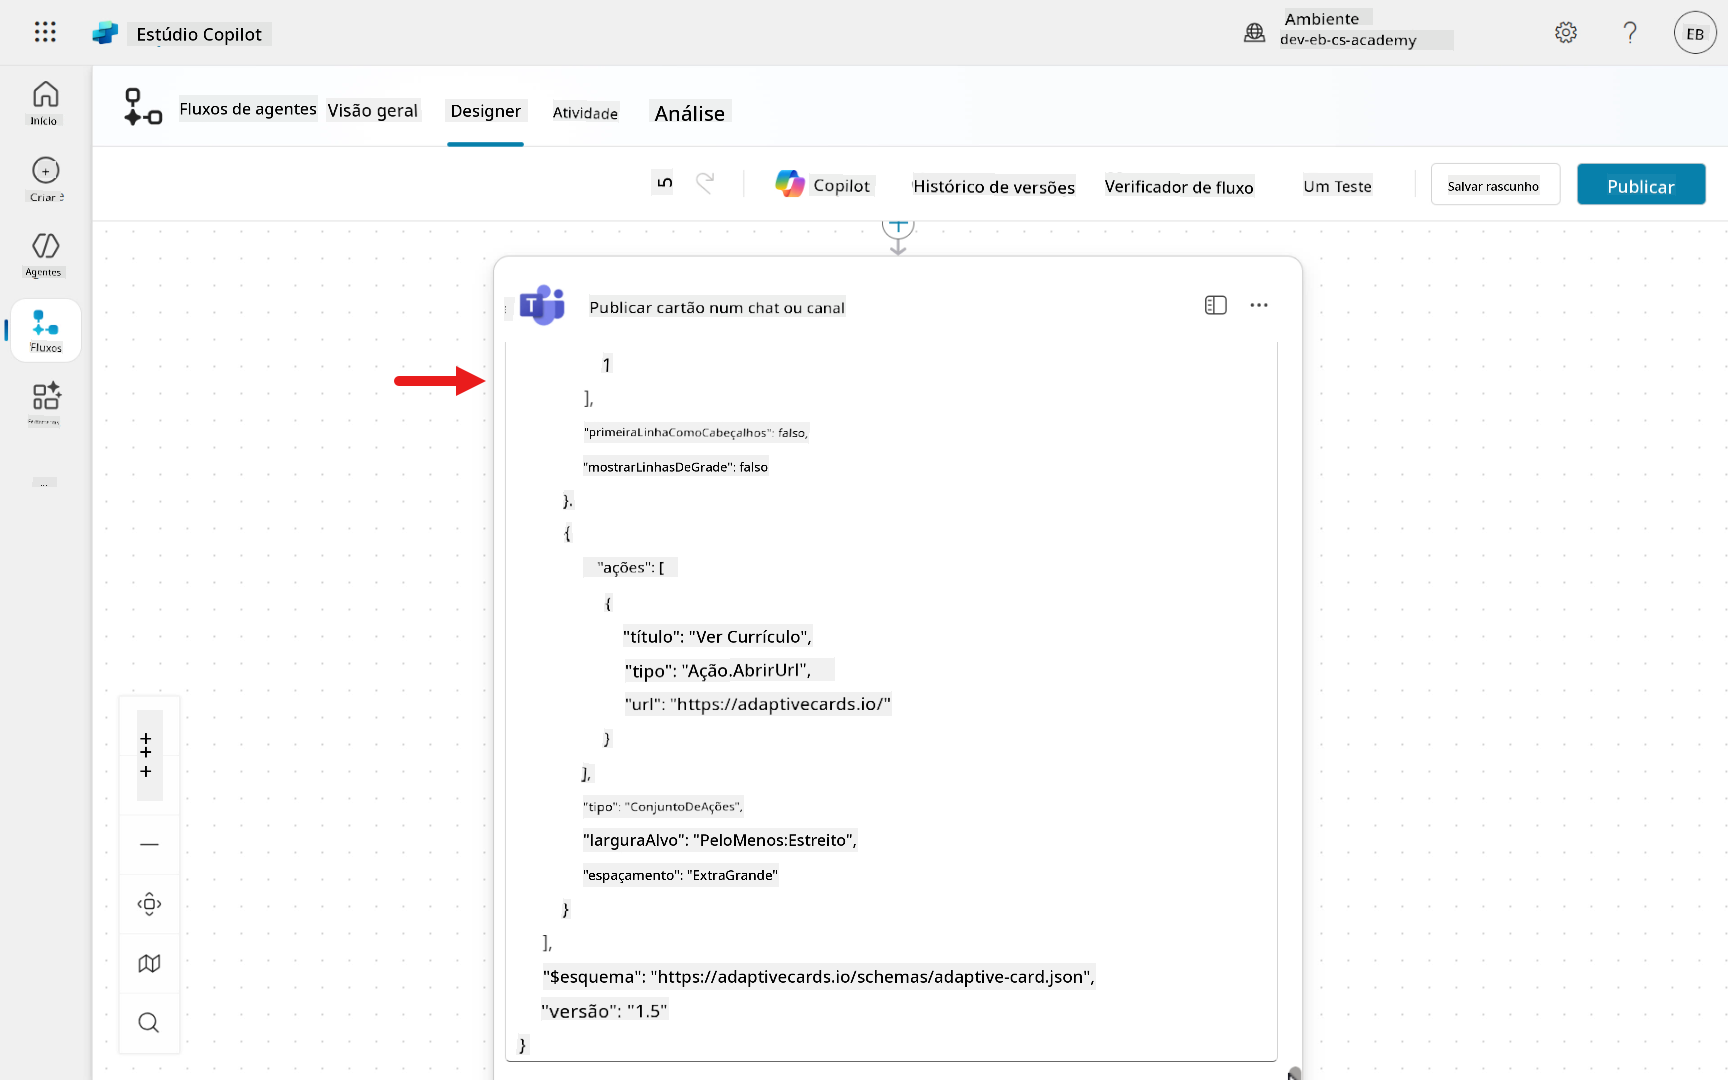 Estúdio Copilot
Ambiente
dev-eb-cs-academy
EB
Início
Criar e
Agentes
Fluxos
...
Fluxos de agentes
Visão geral
Designer
Atividade
Análise
Copilot
Histórico de versões
Verificador de fluxo
Um Teste
Salvar rascunho
Publicar
Publicar cartão num chat ou canal
1
],
"primeiraLinhaComoCabeçalhos": falso,
"mostrarLinhasDeGrade": falso
}.
{
"ações": [
{
"título": "Ver Currículo",
"tipo": "Ação.AbrirUrl",
"url": "https://adaptivecards.io/"
}
],
"tipo": "ConjuntoDeAções",
"larguraAlvo": "PeloMenos:Estreito",
"espaçamento": "ExtraGrande"
}
],
"$esquema": "https://adaptivecards.io/schemas/adaptive-card.json",
"versão": "1.5"
}